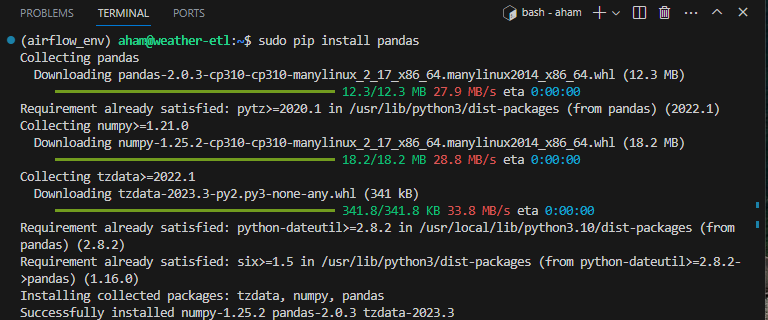 PROBLEMS TERMINAL PORTS bash - aham
(airflow_env) aham@weather-etl:~$ sudo pip install pandas
Collecting pandas
Downloading pandas-2.0.3-cp310-cp310-manylinux_2_17_x86_64.manylinux2014_x86_64.whl (12.3 MB)
12.3/12.3 MB 27.9 MB/s eta 0:00:00
Requirement already satisfied: pytz>=2020.1 in /usr/lib/python3/dist-packages (from pandas) (2022.1)
Collecting numpy>=1.21.0
Downloading numpy-1.25.2-cp310-cp310-manylinux_2_17_x86_64.manylinux2014_x86_64.whl (18.2 MB)
18.2/18.2 MB 28.8 MB/s eta 0:00:00
Collecting tzdata>=2022.1
Downloading tzdata-2023.3-py2.py3-none-any.whl (341 kB)
341.8/341.8 KB 33.8 MB/s eta 0:00:00
Requirement already satisfied: python-dateutil>=2.8.2 in /usr/local/lib/python3.10/dist-packages (from
pandas) (2.8.2)
Requirement already satisfied: six>=1.5 in /usr/lib/python3/dist-packages (from python-dateutil>=2.8.2-
>pandas) (1.16.0)
Installing collected packages: tzdata, numpy, pandas
Successfully installed numpy-1.25.2 pandas-2.0.3 tzdata-2023.3